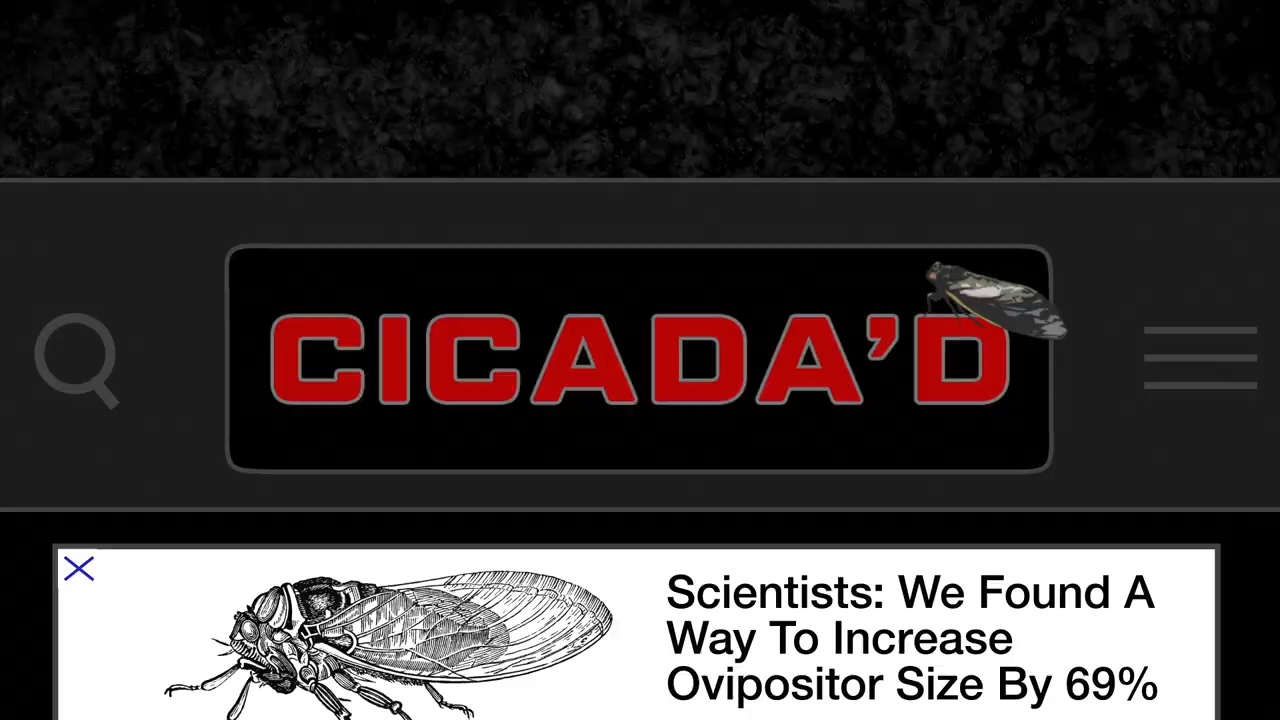 CICADA’D
Scientists: We Found A
Way To Increase
Ovipositor Size By 69%